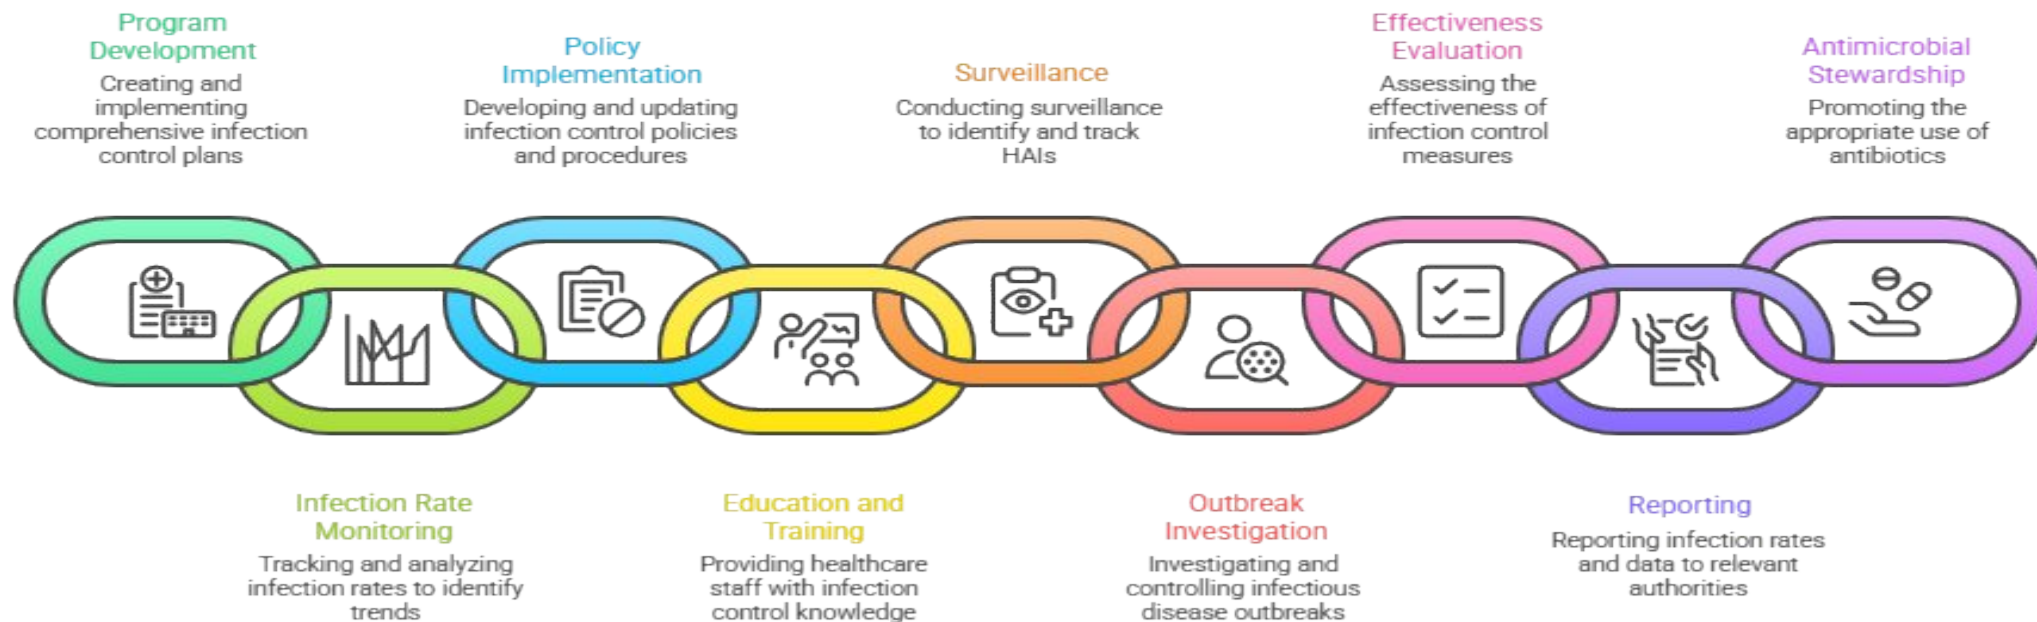 Program
Development
Creating and
implementing
comprehensive infection
control plans
Policy
Implementation
Developing and updating
infection control policies
and procedures
Surveillance
Conducting surveillance
to identify and track
HAIs
Effectiveness
Evaluation
Assessing the
effectiveness of
infection control
measures
Antimicrobial
Stewardship
Promoting the
appropriate use of
antibiotics
Infection Rate
Monitoring
Tracking and analyzing
infection rates to identify
trends
Education and
Training
Providing healthcare
staff with infection
control knowledge
Outbreak
Investigation
Investigating and
controlling infectious
disease outbreaks
Reporting
Reporting infection rates
and data to relevant
authorities